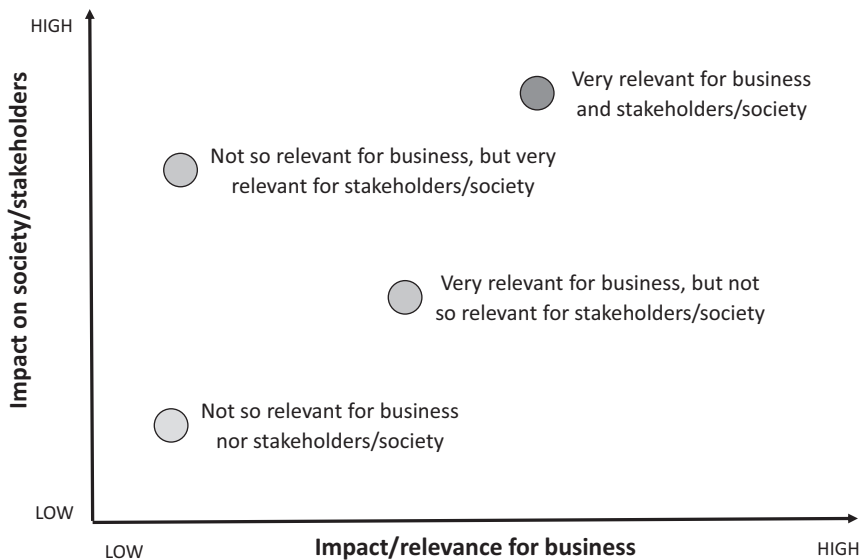 HIGH
Impact on society/stakeholders
Very relevant for business
and stakeholders/society
Not so relevant for business, but very
relevant for stakeholders/society
Very relevant for business, but not
so relevant for stakeholders/society
Not so relevant for business
nor stakeholders/society
LOW
LOW
Impact/relevance for business
HIGH